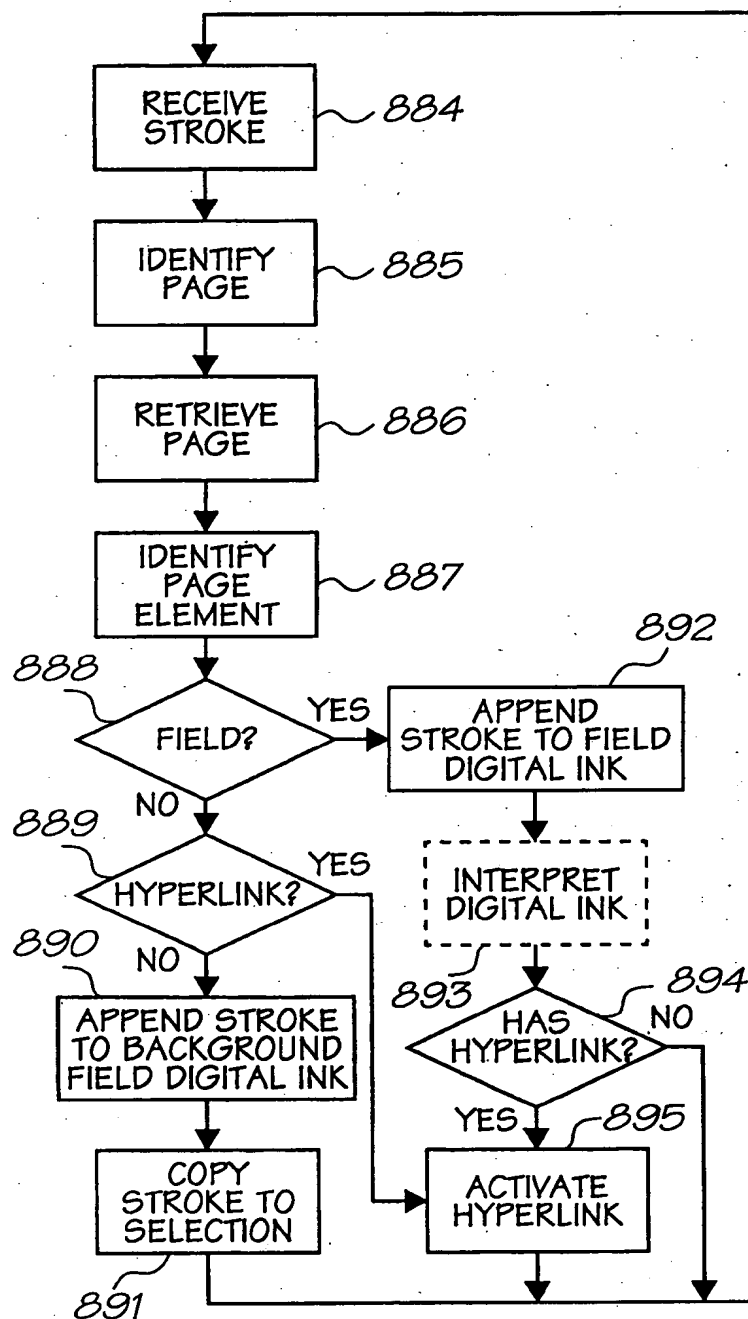 RECEIVE
STROKE
884
IDENTIFY
PAGE
885
RETRIEVE
PAGE
886
IDENTIFY
PAGE
ELEMENT
887
888
FIELD?
YES
NO
892
APPEND
STROKE TO FIELD
DIGITAL INK
889
HYPERLINK?
YES
NO
INTERPRET
DIGITAL INK
893
890
APPEND STROKE
TO BACKGROUND
FIELD DIGITAL INK
894
HAS
HYPERLINK?
NO
YES
895
COPY
STROKE TO
SELECTION
891
ACTIVATE
HYPERLINK